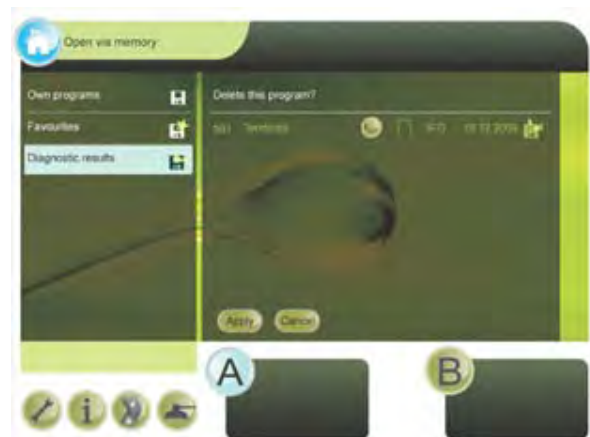 Open via memory
Own programs
Favourites
Diagnostic results
Delete this program?
Apply
Cancel
A
B